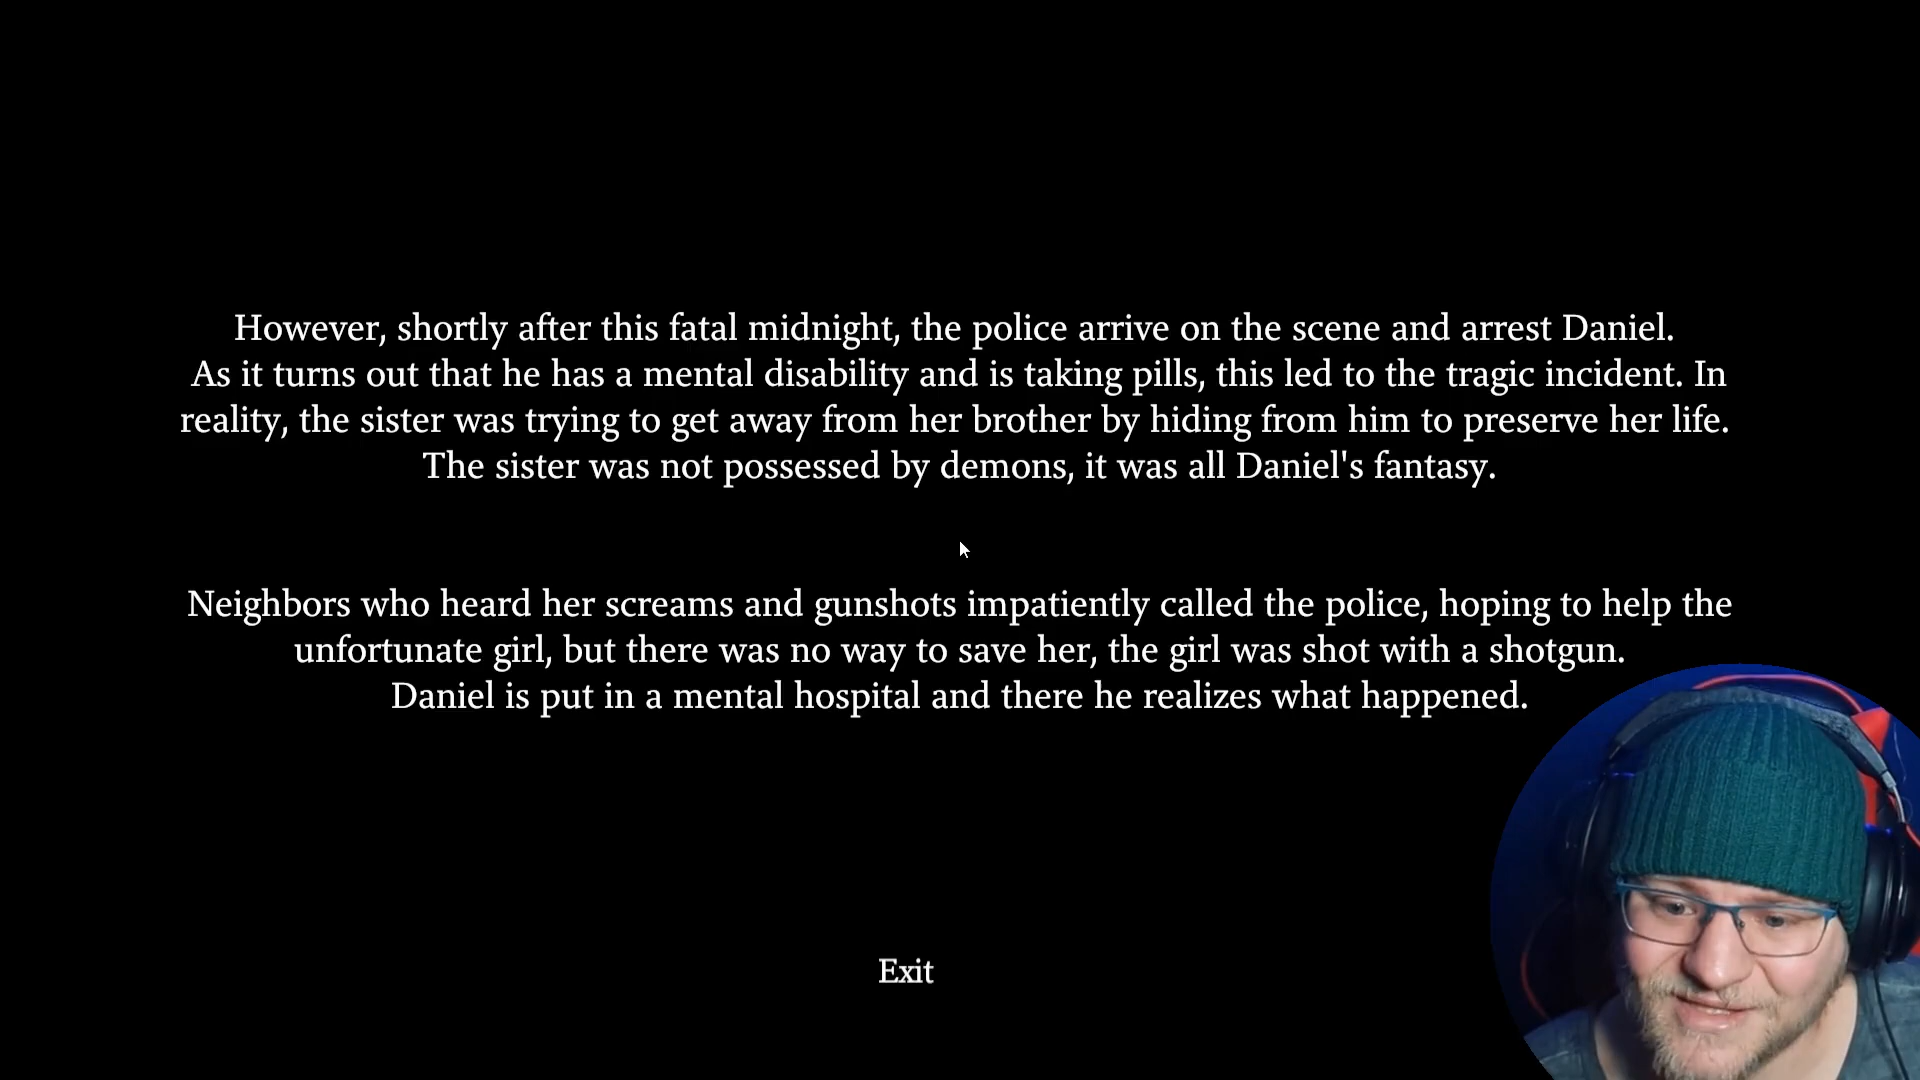 However, shortly after this fatal midnight, the police arrive on the scene and arrest Daniel.
As it turns out that he has a mental disability and is taking pills, this led to the tragic incident. In
reality, the sister was trying to get away from her brother by hiding from him to preserve her life.
The sister was not possessed by demons, it was all Daniel's fantasy.
Neighbors who heard her screams and gunshots impatiently called the police, hoping to help the
unfortunate girl, but there was no way to save her, the girl was shot with a shotgun.
Daniel is put in a mental hospital and there he realizes what happened.
Exit